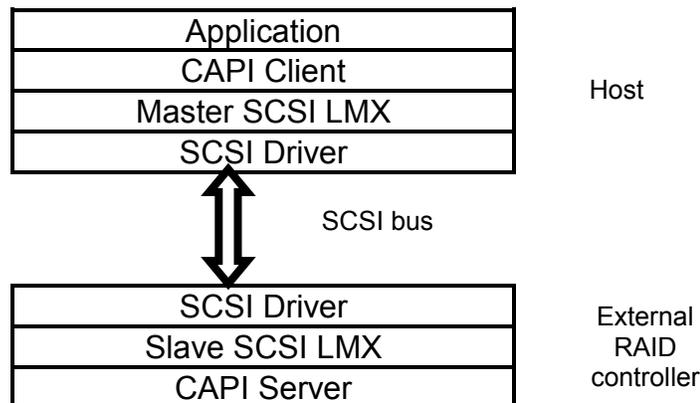 Application
CAPI Client
Master SCSI LMX
SCSI Driver
Host
SCSI bus
SCSI Driver
Slave SCSI LMX
CAPI Server
External
RAID
controller